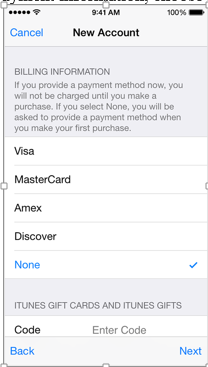 9:41 AM 100%
Cancel New Account
BILLING INFORMATION
If you provide a payment method now, you
will not be charged until you make a
purchase. If you select None, you will be
asked to provide a payment method when
you make your first purchase.
Visa
MasterCard
Amex
Discover
None
ITUNES GIFT CARDS AND ITUNES GIFTS
Code Enter Code
Back Next